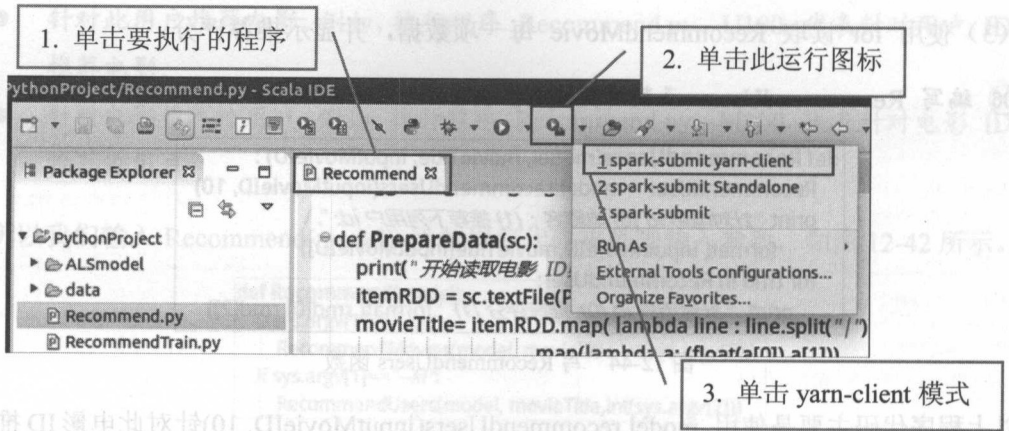 1. 单击要执行的程序
2. 单击此运行图标
PythonProject/Recommend.py - Scala IDE
Package Explorer
Recommend
1 spark-submit yarn-client
2 spark-submit Standalone
3 spark-submit
Run As
External Tools Configurations...
Organize Favorites...
PythonProject
ALSmodel
data
Recommend.py
RecommendTrain.py
def PrepareData(sc):
print("开始读取电影 ID
itemRDD = sc.textFile(P
movieTitle= itemRDD.map( lambda line : line.split("/")
.map(lambda a: (float(a[0]),a[1]))
3. 单击 yarn-client 模式